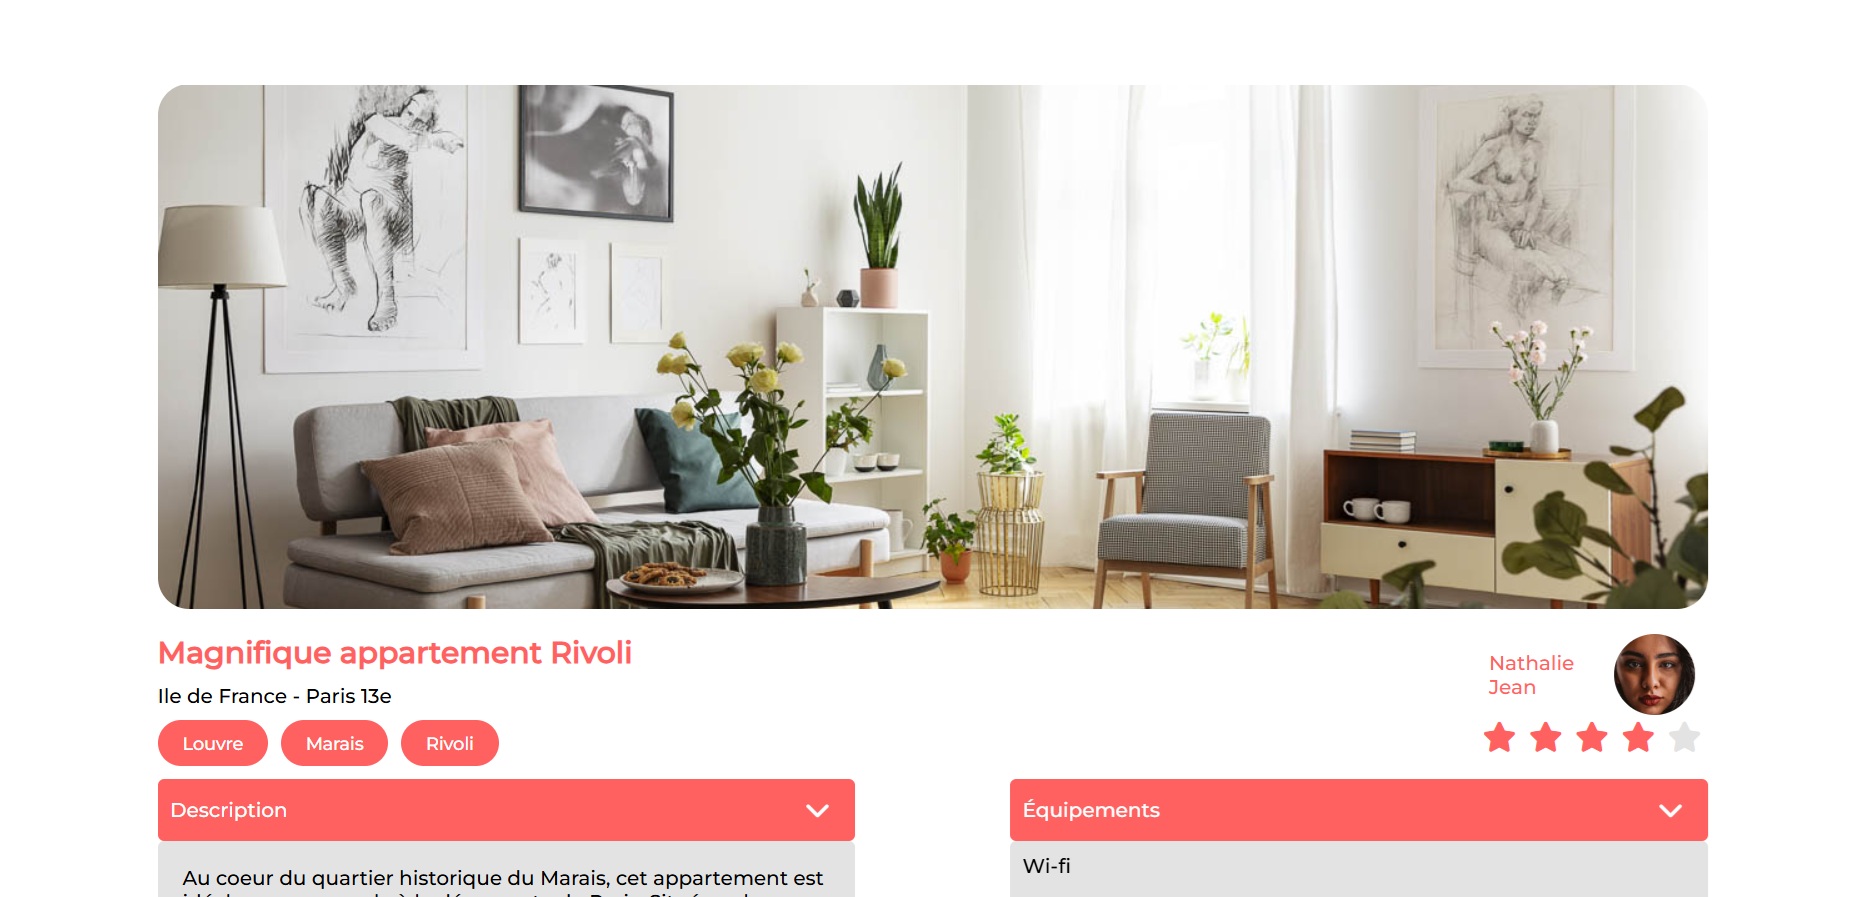 Magnifique appartement Rivoli
Ile de France - Paris 13e
Louvre Marais Rivoli
Nathalie
Jean
Description
Au coeur du quartier historique du Marais, cet appartement est
Équipements
Wi-fi